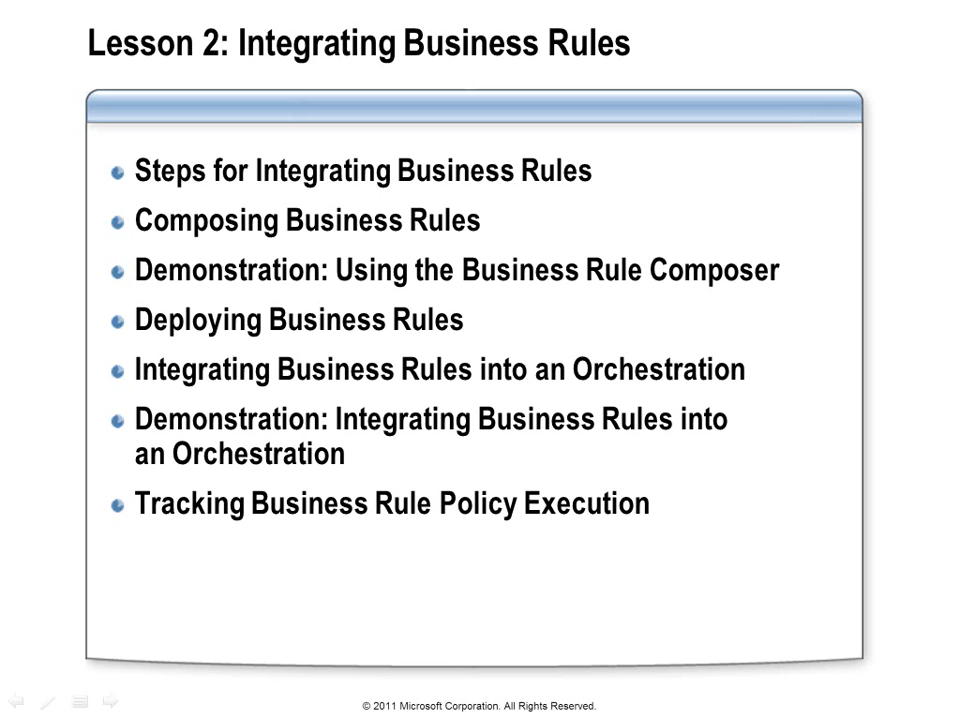 Lesson 2: Integrating Business Rules
Steps for Integrating Business Rules
Composing Business Rules
Demonstration: Using the Business Rule Composer
Deploying Business Rules
Integrating Business Rules into an Orchestration
Demonstration: Integrating Business Rules into
an Orchestration
Tracking Business Rule Policy Execution
© 2011 Microsoft Corporation. All Rights Reserved.